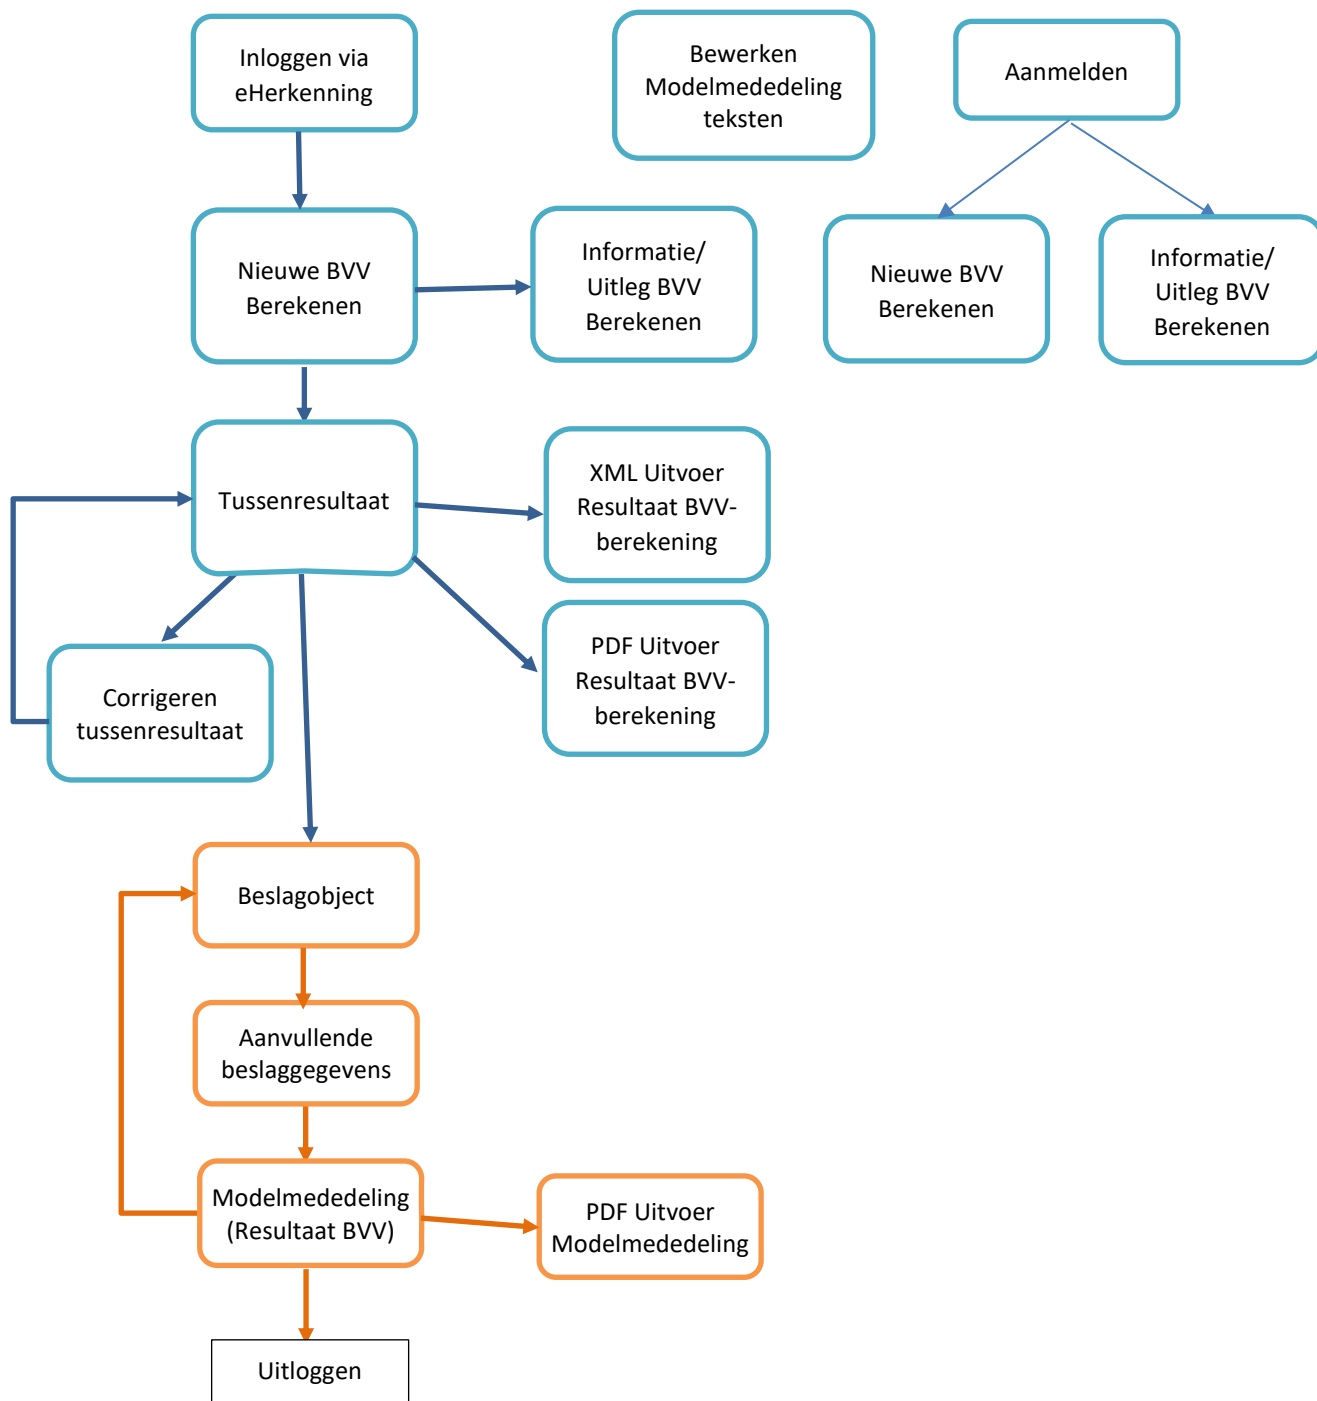 Inloggen via
eHerkenning
Bewerken
Modelmededeling
teksten
Aanmelden
Nieuwe BVV
Berekenen
Informatie/
Uitleg BVV
Berekenen
Nieuwe BVV
Berekenen
Informatie/
Uitleg BVV
Berekenen
Tussenresultaat
XML Uitvoer
Resultaat BVV-
berekening
PDF Uitvoer
Resultaat BVV-
berekening
Corrigeren
tussenresultaat
Beslagobject
Aanvullende
beslaggegevens
Modelmededeling
(Resultaat BVV)
PDF Uitvoer
Modelmededeling
Uitloggen